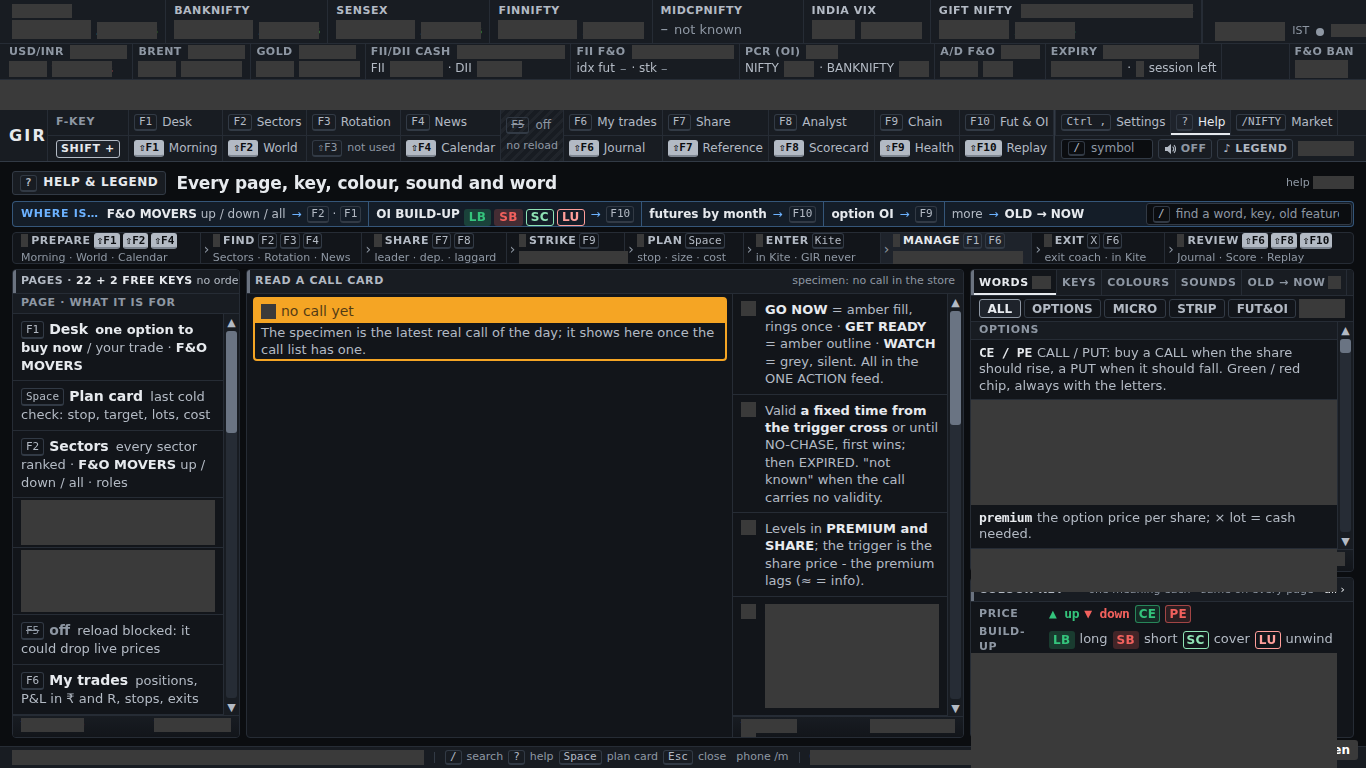 BANKNIFTY SENSEX FINNIFTY MIDCPNIFTY INDIA VIX GIFT NIFTY
– not known IST
USD/INR BRENT GOLD FII/DII CASH FII F&O PCR (OI) A/D F&O EXPIRY F&O BAN
FII · DII idx fut – · stk – NIFTY · BANKNIFTY · session left
GIR F-KEY F1 Desk F2 Sectors F3 Rotation F4 News F5 off F6 My trades F7 Share F8 Analyst F9 Chain F10 Fut & OI Ctrl , Settings ? Help /NIFTY Market
SHIFT + ⇧F1 Morning ⇧F2 World ⇧F3 not used ⇧F4 Calendar no reload ⇧F6 Journal ⇧F7 Reference ⇧F8 Scorecard ⇧F9 Health ⇧F10 Replay / symbol OFF ♪ LEGEND
? HELP & LEGEND Every page, key, colour, sound and word help
WHERE IS… F&O MOVERS up / down / all → F2 · F1 OI BUILD-UP LB SB SC LU → F10 futures by month → F10 option OI → F9 more → OLD → NOW / find a word, key, old feature
PREPARE ⇧F1 ⇧F2 ⇧F4 › FIND F2 F3 F4 › SHARE F7 F8 › STRIKE F9 › PLAN Space › ENTER Kite › MANAGE F1 F6 › EXIT X F6 › REVIEW ⇧F6 ⇧F8 ⇧F10
Morning · World · Calendar Sectors · Rotation · News leader · dep. · laggard stop · size · cost in Kite · GIR never exit coach · in Kite Journal · Score · Replay
PAGES · 22 + 2 FREE KEYS no orde
PAGE · WHAT IT IS FOR
F1 Desk one option to
buy now / your trade · F&O
MOVERS
Space Plan card last cold
check: stop, target, lots, cost
F2 Sectors every sector
ranked · F&O MOVERS up /
down / all · roles
F5 off reload blocked: it
could drop live prices
F6 My trades positions,
P&L in ₹ and R, stops, exits
READ A CALL CARD specimen: no call in the store
no call yet
The specimen is the latest real call of the day; it shows here once the
call list has one.
GO NOW = amber fill,
rings once · GET READY
= amber outline · WATCH
= grey, silent. All in the
ONE ACTION feed.
Valid a fixed time from
the trigger cross or until
NO-CHASE, first wins;
then EXPIRED. "not
known" when the call
carries no validity.
Levels in PREMIUM and
SHARE; the trigger is the
share price - the premium
lags (≈ = info).
WORDS KEYS COLOURS SOUNDS OLD → NOW
ALL OPTIONS MICRO STRIP FUT&OI
OPTIONS
CE / PE CALL / PUT: buy a CALL when the share
should rise, a PUT when it should fall. Green / red
chip, always with the letters.
premium the option price per share; × lot = cash
needed.
PRICE ▲ up ▼ down CE PE
BUILD-UP LB long SB short SC cover LU unwind
/ search ? help Space plan card Esc close phone /m
en